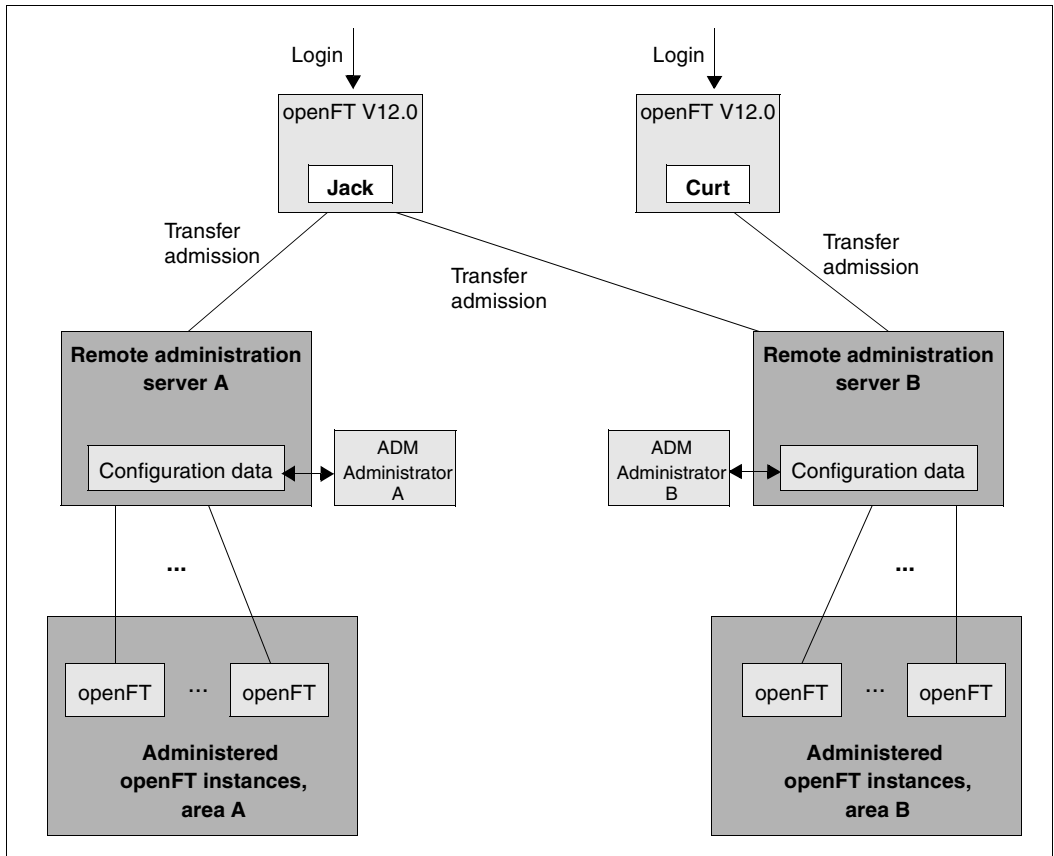 Login
Login
openFT V12.0
openFT V12.0
Jack
Curt
Transfer
admission
Transfer
admission
Transfer
admission
Remote administration
server A
Remote administration
server B
Configuration data
ADM
Administrator
A
ADM
Administrator
B
Configuration data
...
...
openFT
...
openFT
openFT
...
openFT
Administered
openFT instances,
area A
Administered
openFT instances,
area B